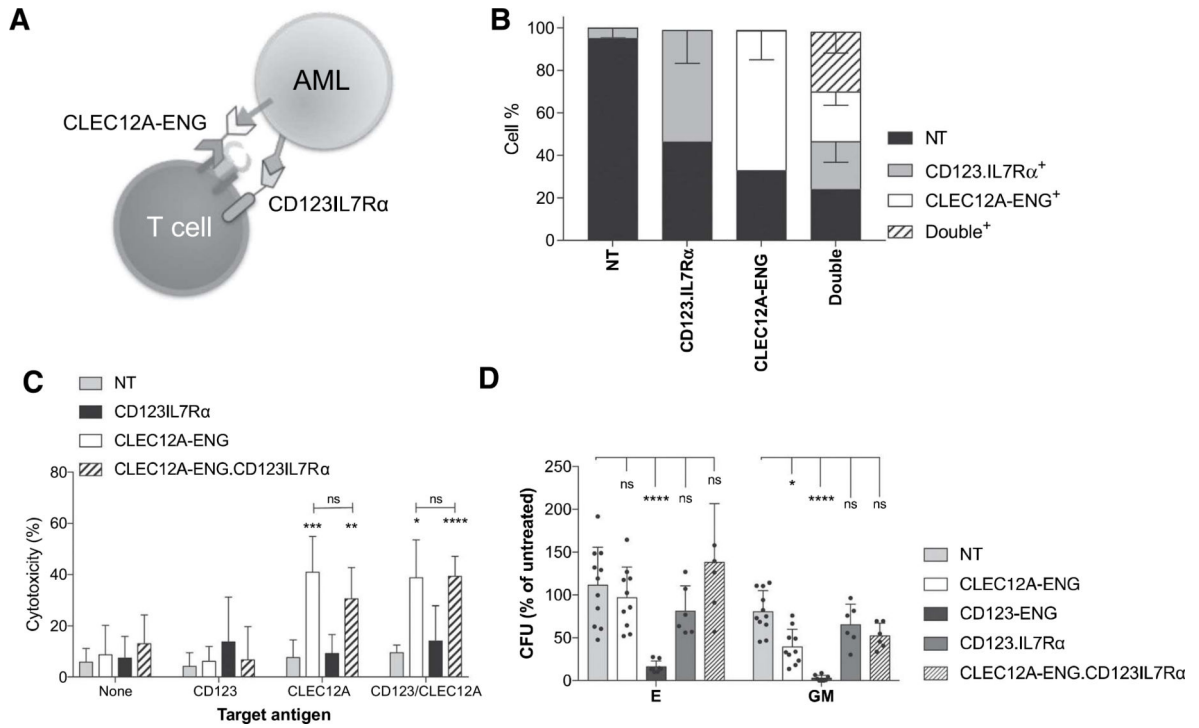 A
AML
CLEC12A-ENG
CD123IL7Rα
T cell
B
Cell %
100
80
60
40
20
0
NT
CD123.IL7Rα
CLEC12A-ENG
Double
NT
CD123.IL7Rα+
CLEC12A-ENG+
Double+
C
NT
CD123IL7Rα
CLEC12A-ENG
CLEC12A-ENG.CD123IL7Rα
Cytotoxicity (%)
80
60
40
20
0
ns
*** **
ns
* ****
None CD123 CLEC12A CD123/CLEC12A
Target antigen
D
CFU (% of untreated)
250
200
150
100
50
0
ns **** ns ns
* **** ns ns
E GM
NT
CLEC12A-ENG
CD123-ENG
CD123.IL7Rα
CLEC12A-ENG.CD123IL7Rα